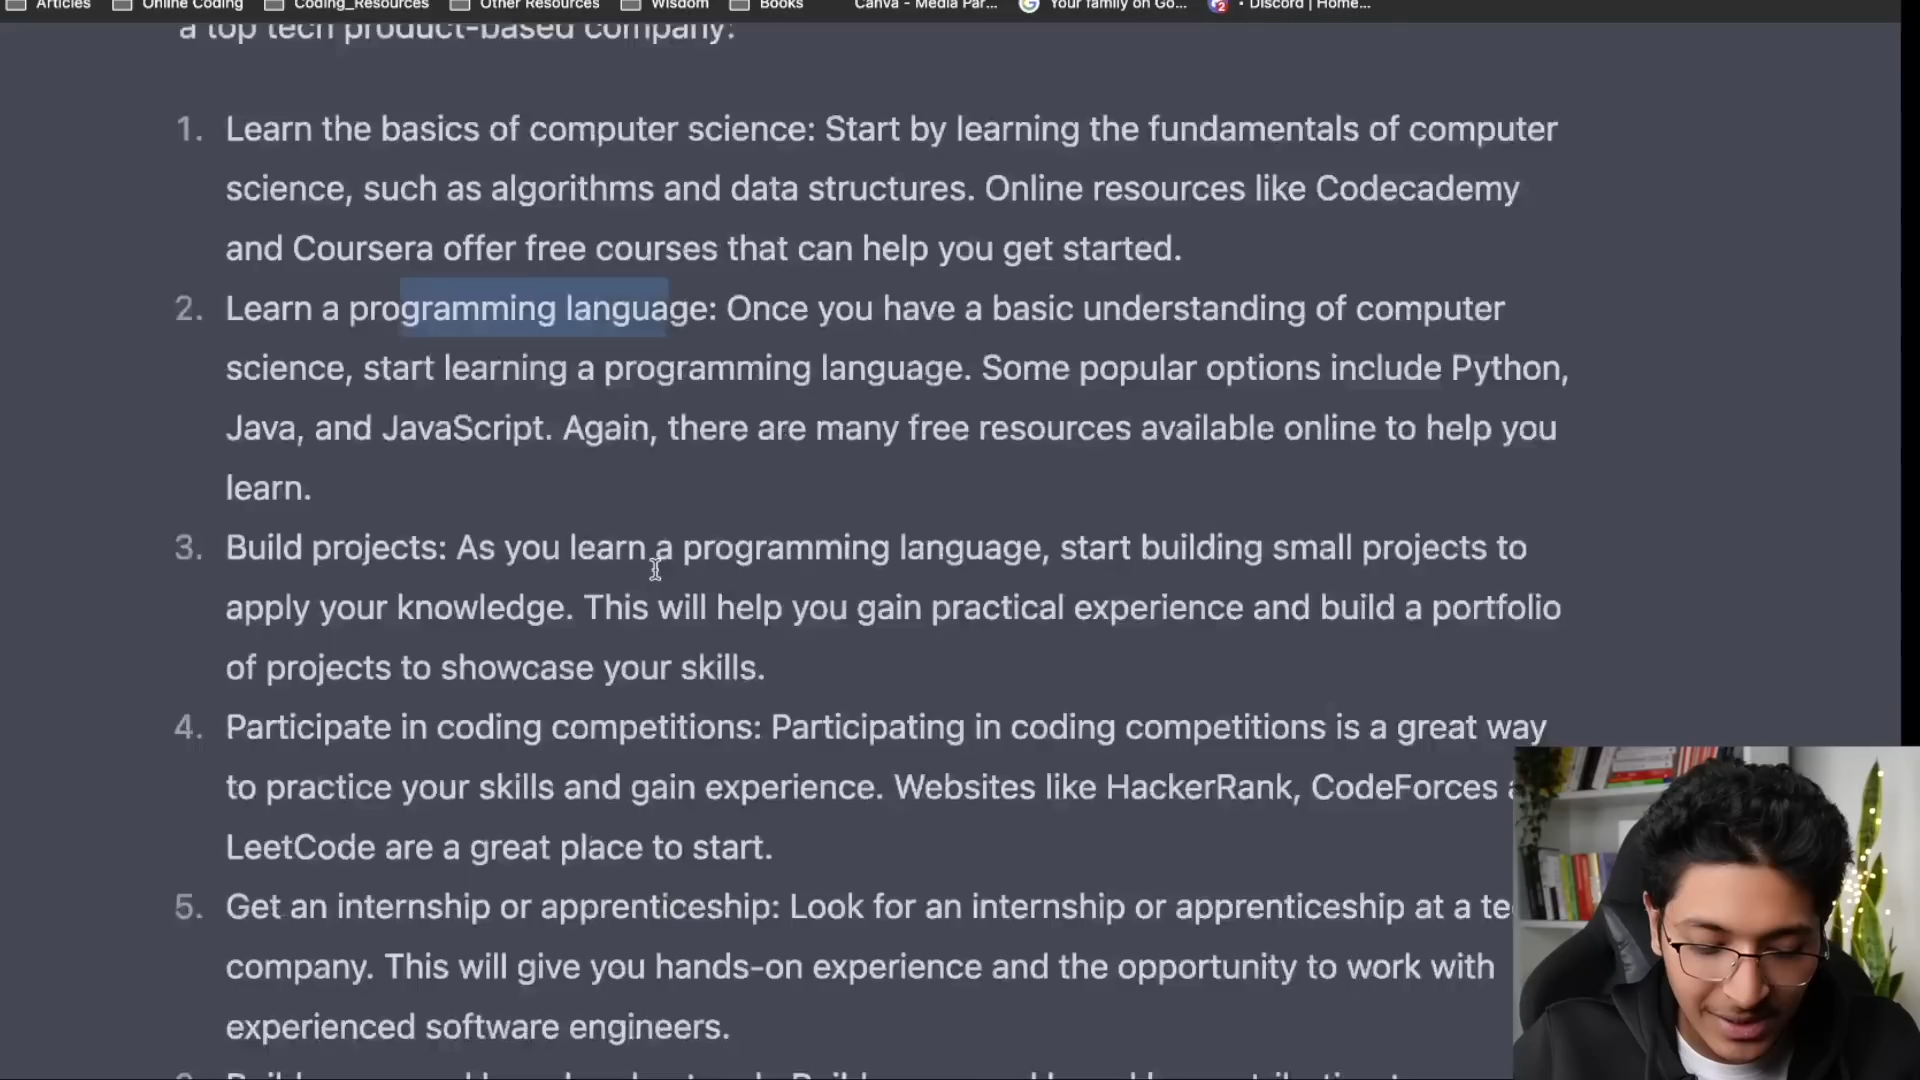 Articles Online Coding Coding_Resources Other Resources Wisdom Books Canva - Media Par... Your family on Go... • Discord | Home...
a top tech product-based company:
1. Learn the basics of computer science: Start by learning the fundamentals of computer
science, such as algorithms and data structures. Online resources like Codecademy
and Coursera offer free courses that can help you get started.
2. Learn a programming language: Once you have a basic understanding of computer
science, start learning a programming language. Some popular options include Python,
Java, and JavaScript. Again, there are many free resources available online to help you
learn.
3. Build projects: As you learn a programming language, start building small projects to
apply your knowledge. This will help you gain practical experience and build a portfolio
of projects to showcase your skills.
4. Participate in coding competitions: Participating in coding competitions is a great way
to practice your skills and gain experience. Websites like HackerRank, CodeForces
LeetCode are a great place to start.
5. Get an internship or apprenticeship: Look for an internship or apprenticeship at a
company. This will give you hands-on experience and the opportunity to work with
experienced software engineers.